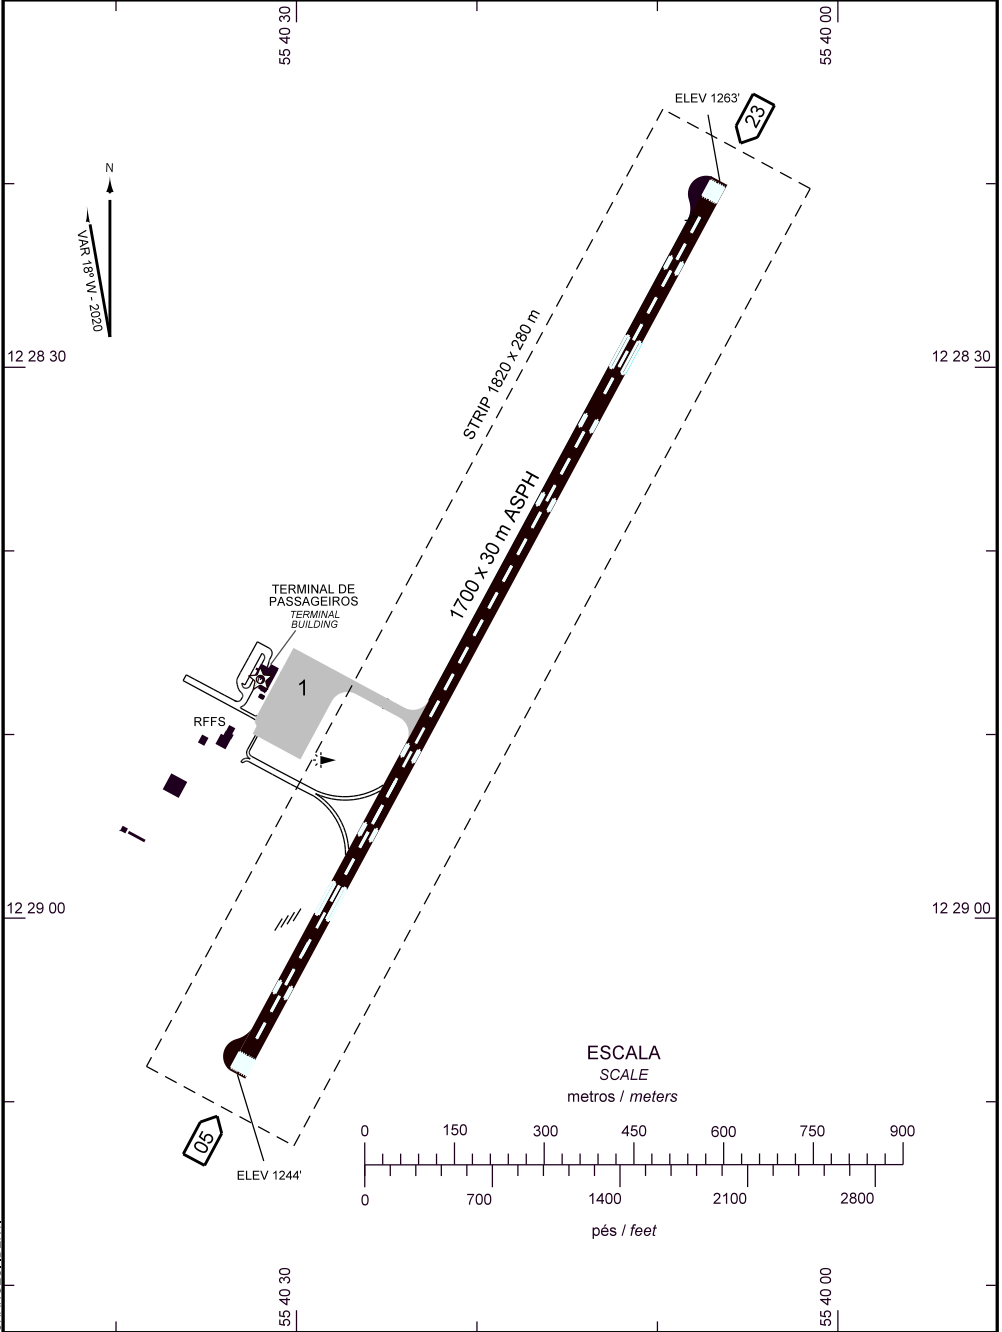 55 40 30
55 40 00
ELEV 1263'
23
N
VAR 18º W - 2020
12 28 30
12 28 30
STRIP 1820 x 280 m
1700 x 30 m ASPH
TERMINAL DE
PASSAGEIROS
TERMINAL
BUILDING
1
RFFS
12 29 00
12 29 00
05
ELEV 1244'
ESCALA
SCALE
metros / meters
0 150 300 450 600 750 900
0 700 1400 2100 2800
pés / feet
55 40 30
55 40 00